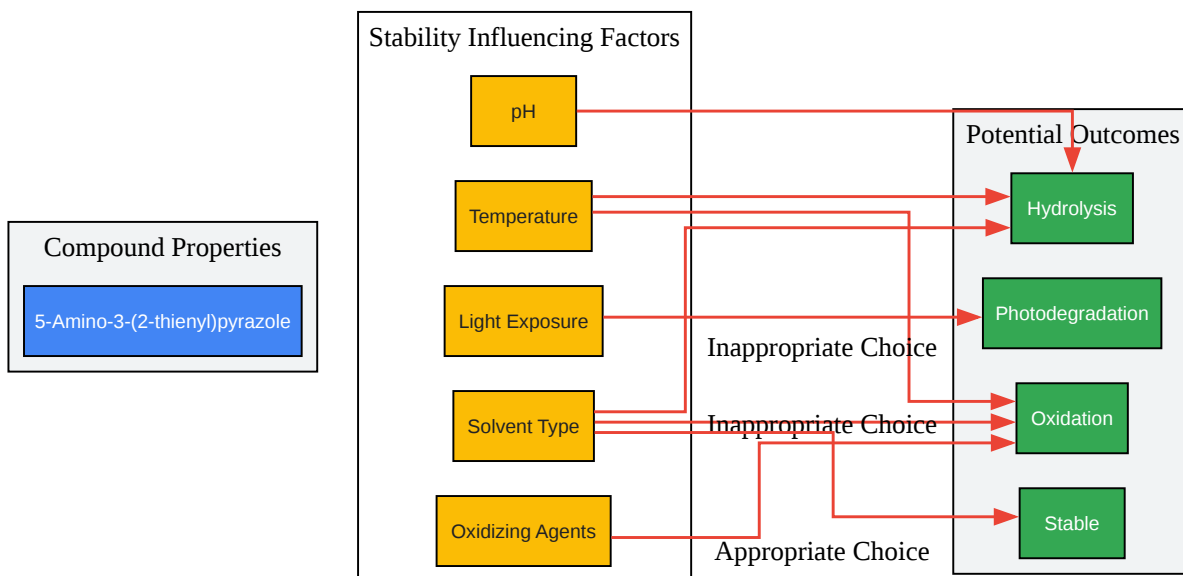 Stability Influencing Factors
pH
Potential Outcomes
Hydrolysis
Temperature
Compound Properties
5-Amino-3-(2-thienyl)pyrazole
Light Exposure
Photodegradation
Inappropriate Choice
Solvent Type
Inappropriate Choice
Oxidation
Oxidizing Agents
Appropriate Choice
Stable